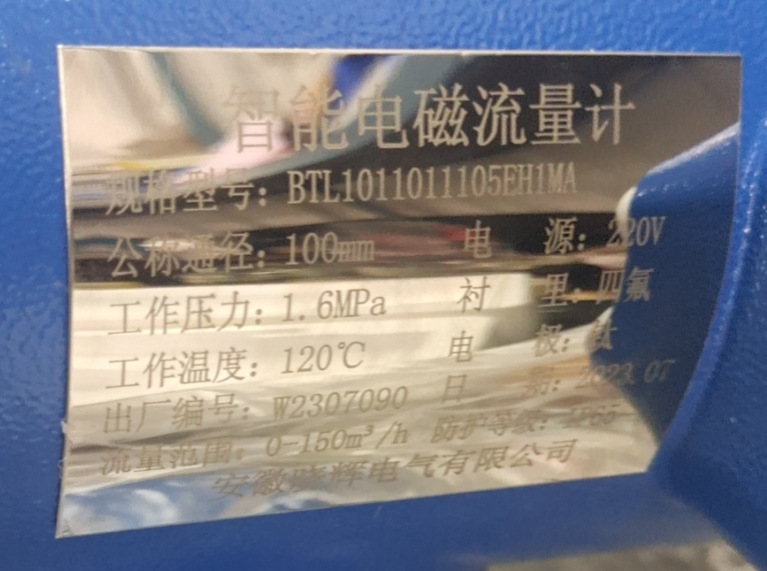 智能电磁流量计
规格型号：BTL1011011105EH1MA
公称通径：100mm 电 源：220V
工作压力：1.6MPa 衬 里：四氟
工作温度：120℃ 电 极：钛
出厂编号：W2307090 日 期：2023.07
流量范围：0-150m³/h 防护等级：IP65
安徽 辉电气有限公司